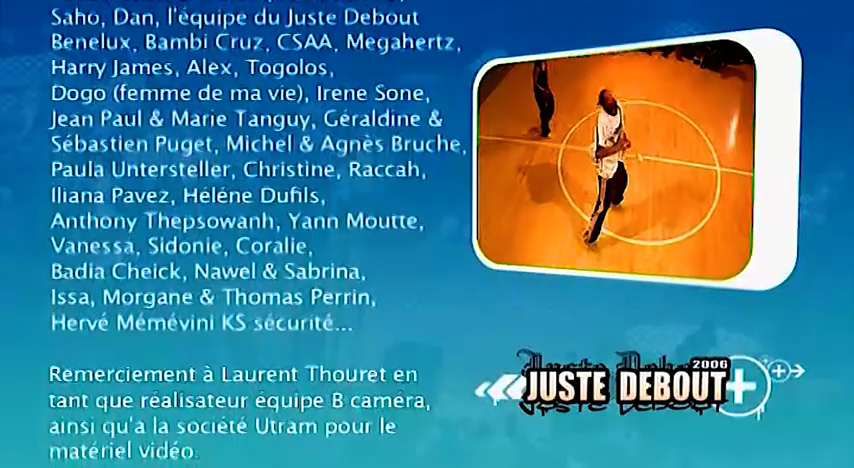 Saho, Dan, l'équipe du Juste Debout
Benelux, Bambi Cruz, CSAA, Megahertz,
Harry James, Alex, Togolos,
Dogo (femme de ma vie), Irene Sone,
Jean Paul & Marie Tanguy, Géraldine &
Sébastien Puget, Michel & Agnès Bruche,
Paula Untersteller, Christine, Raccah,
Iliana Pavez, Héléne Dufils,
Anthony Thepsowanh, Yann Moutte,
Vanessa, Sidonie, Coralie,
Badia Cheick, Nawel & Sabrina,
Issa, Morgane & Thomas Perrin,
Hervé Mémévini KS sécurité...
Remerciement à Laurent Thouret en
tant que réalisateur équipe B caméra,
ainsi qu'à la société Utram pour le
matériel vidéo.
2006
JUSTE DEBOUT